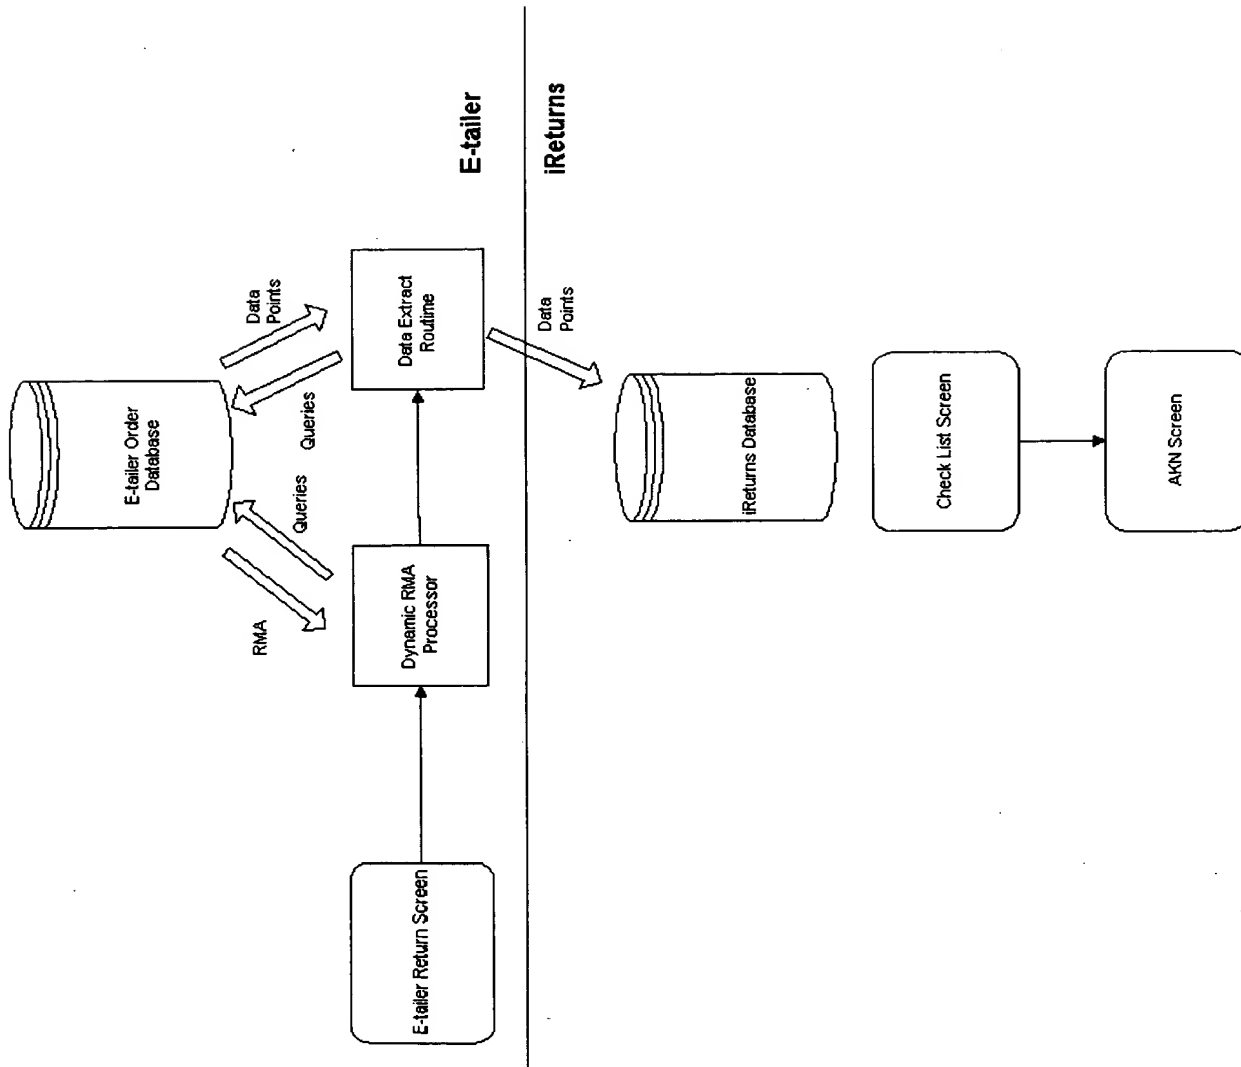 E-tailer Order
Database
Data
Points
Queries
Queries
RMA
Data Extract
Routime
Dynamic RMA
Processor
E-tailer Return Screen
E-tailer
iReturns
Data
Points
iReturns Database
Check List Screen
AKN Screen